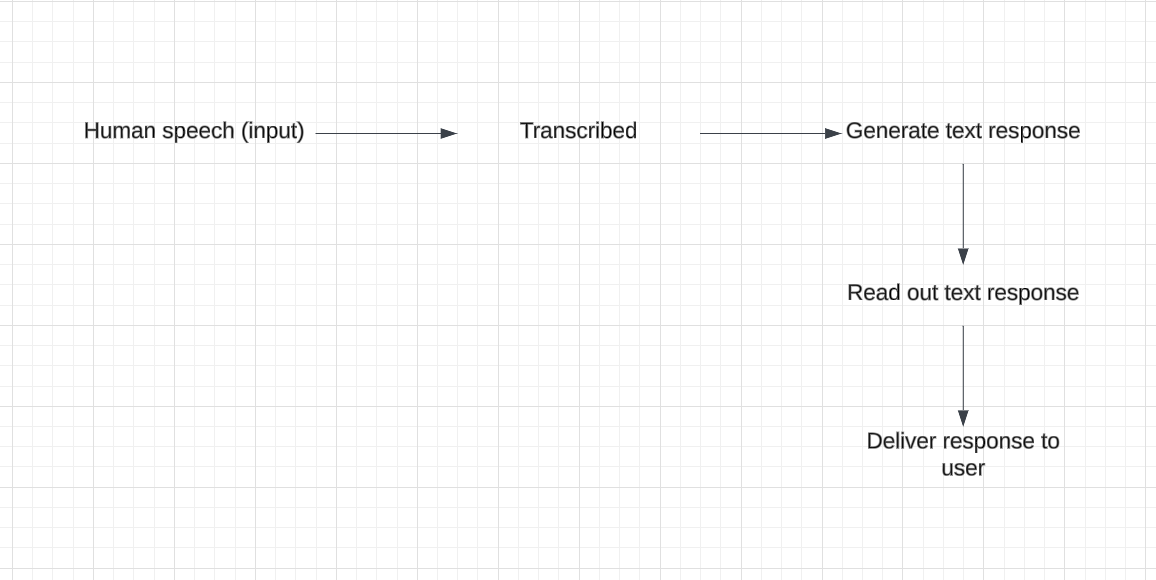 Human speech (input)
Transcribed
Generate text response
Read out text response
Deliver response to
user